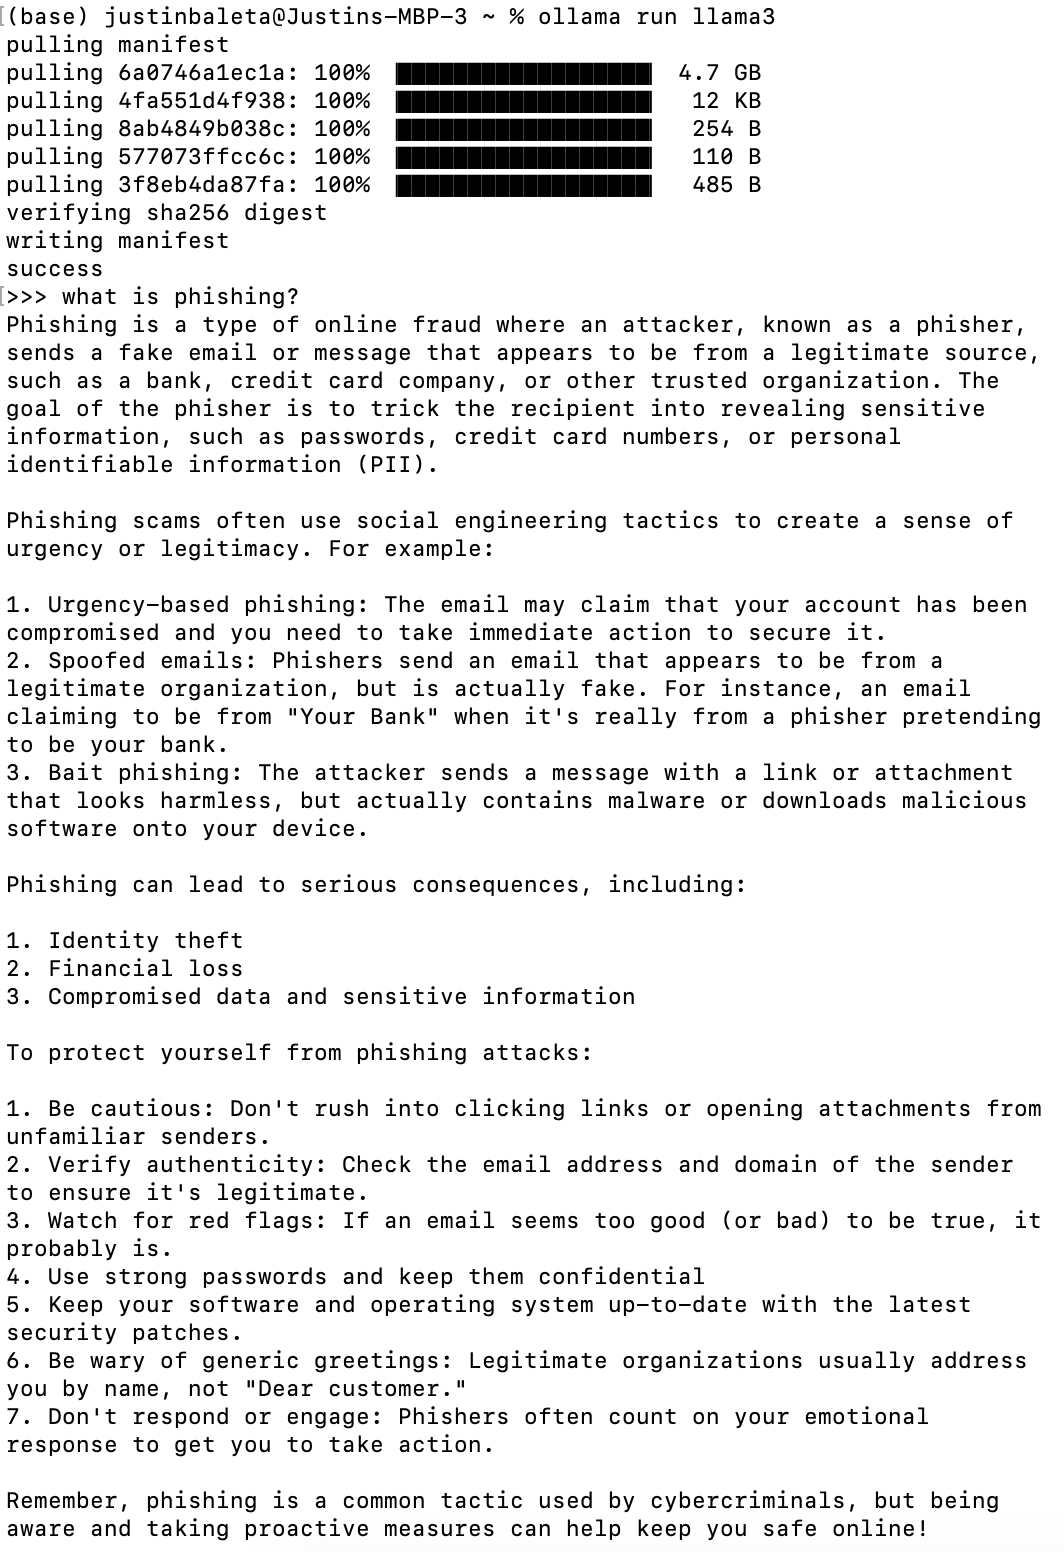 [(base) justinbaleta@Justins-MBP-3 ~ % ollama run llama3
pulling manifest
pulling 6a0746a1ec1a: 100% 4.7 GB
pulling 4fa551d4f938: 100% 12 KB
pulling 8ab4849b038c: 100% 254 B
pulling 577073ffcc6c: 100% 110 B
pulling 3f8eb4da87fa: 100% 485 B
verifying sha256 digest
writing manifest
success
[>>> what is phishing?
Phishing is a type of online fraud where an attacker, known as a phisher,
sends a fake email or message that appears to be from a legitimate source,
such as a bank, credit card company, or other trusted organization. The
goal of the phisher is to trick the recipient into revealing sensitive
information, such as passwords, credit card numbers, or personal
identifiable information (PII).

Phishing scams often use social engineering tactics to create a sense of
urgency or legitimacy. For example:

1. Urgency-based phishing: The email may claim that your account has been
compromised and you need to take immediate action to secure it.
2. Spoofed emails: Phishers send an email that appears to be from a
legitimate organization, but is actually fake. For instance, an email
claiming to be from "Your Bank" when it's really from a phisher pretending
to be your bank.
3. Bait phishing: The attacker sends a message with a link or attachment
that looks harmless, but actually contains malware or downloads malicious
software onto your device.

Phishing can lead to serious consequences, including:

1. Identity theft
2. Financial loss
3. Compromised data and sensitive information

To protect yourself from phishing attacks:

1. Be cautious: Don't rush into clicking links or opening attachments from
unfamiliar senders.
2. Verify authenticity: Check the email address and domain of the sender
to ensure it's legitimate.
3. Watch for red flags: If an email seems too good (or bad) to be true, it
probably is.
4. Use strong passwords and keep them confidential
5. Keep your software and operating system up-to-date with the latest
security patches.
6. Be wary of generic greetings: Legitimate organizations usually address
you by name, not "Dear customer."
7. Don't respond or engage: Phishers often count on your emotional
response to get you to take action.

Remember, phishing is a common tactic used by cybercriminals, but being
aware and taking proactive measures can help keep you safe online!